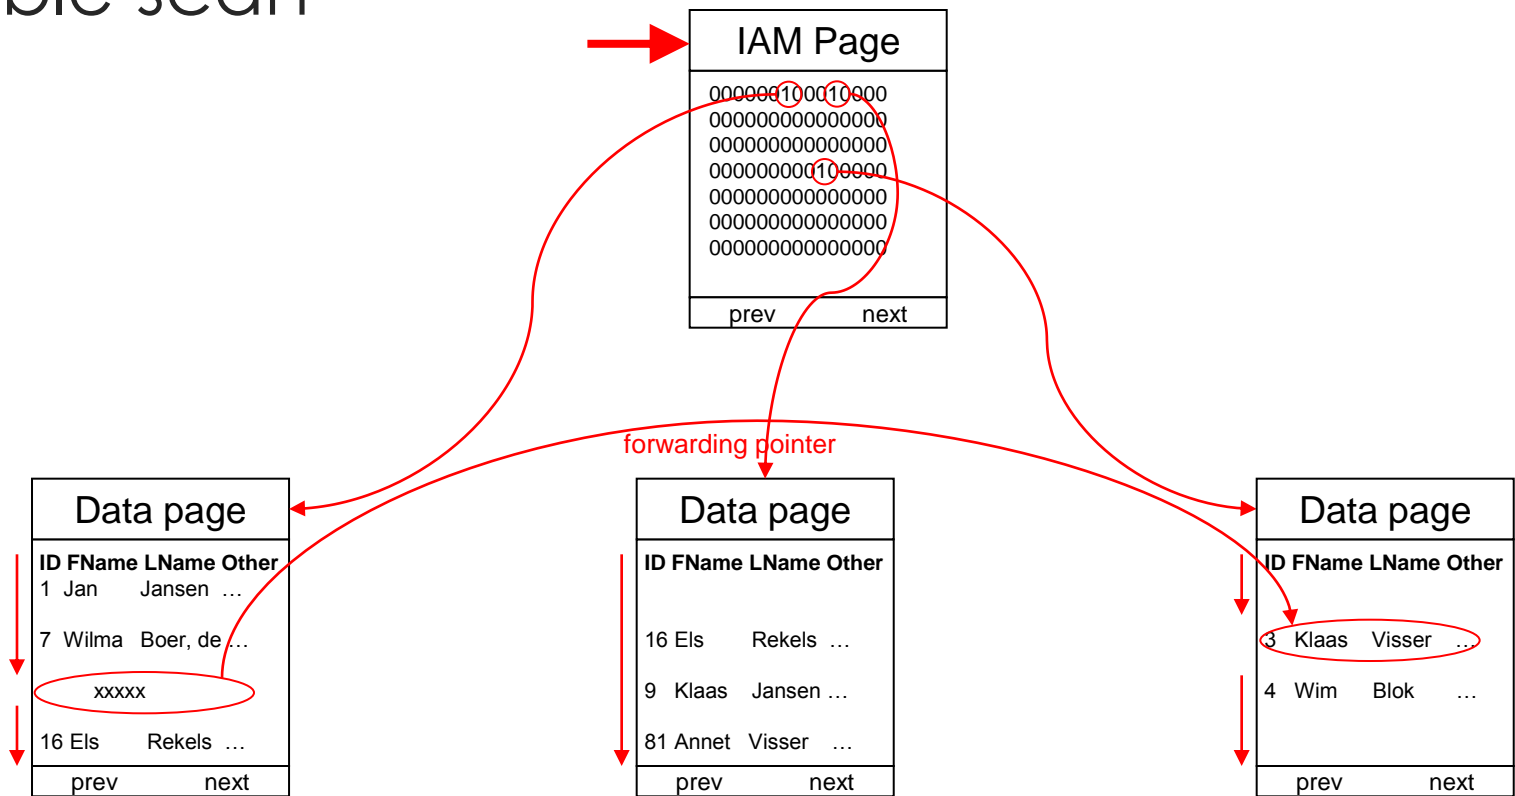 ble scan
IAM Page
000000100010000
000000000000000
000000000000000
000000000100000
000000000000000
000000000000000
000000000000000
prev next
forwarding pointer
Data page
ID FName LName Other
1 Jan Jansen …
7 Wilma Boer, de …
xxxxx
16 Els Rekels …
prev next
Data page
ID FName LName Other
16 Els Rekels …
9 Klaas Jansen …
81 Annet Visser …
prev next
Data page
ID FName LName Other
3 Klaas Visser …
4 Wim Blok …
prev next